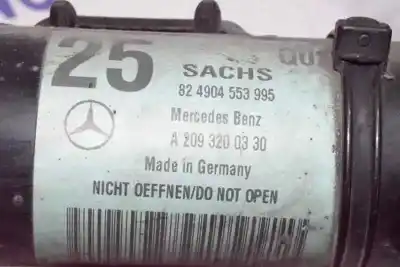 25
SACHS
82 4904 553 995
Mercedes Benz
A 209 320 03 30
Made in Germany
NICHT OEFFNEN/DO NOT OPEN